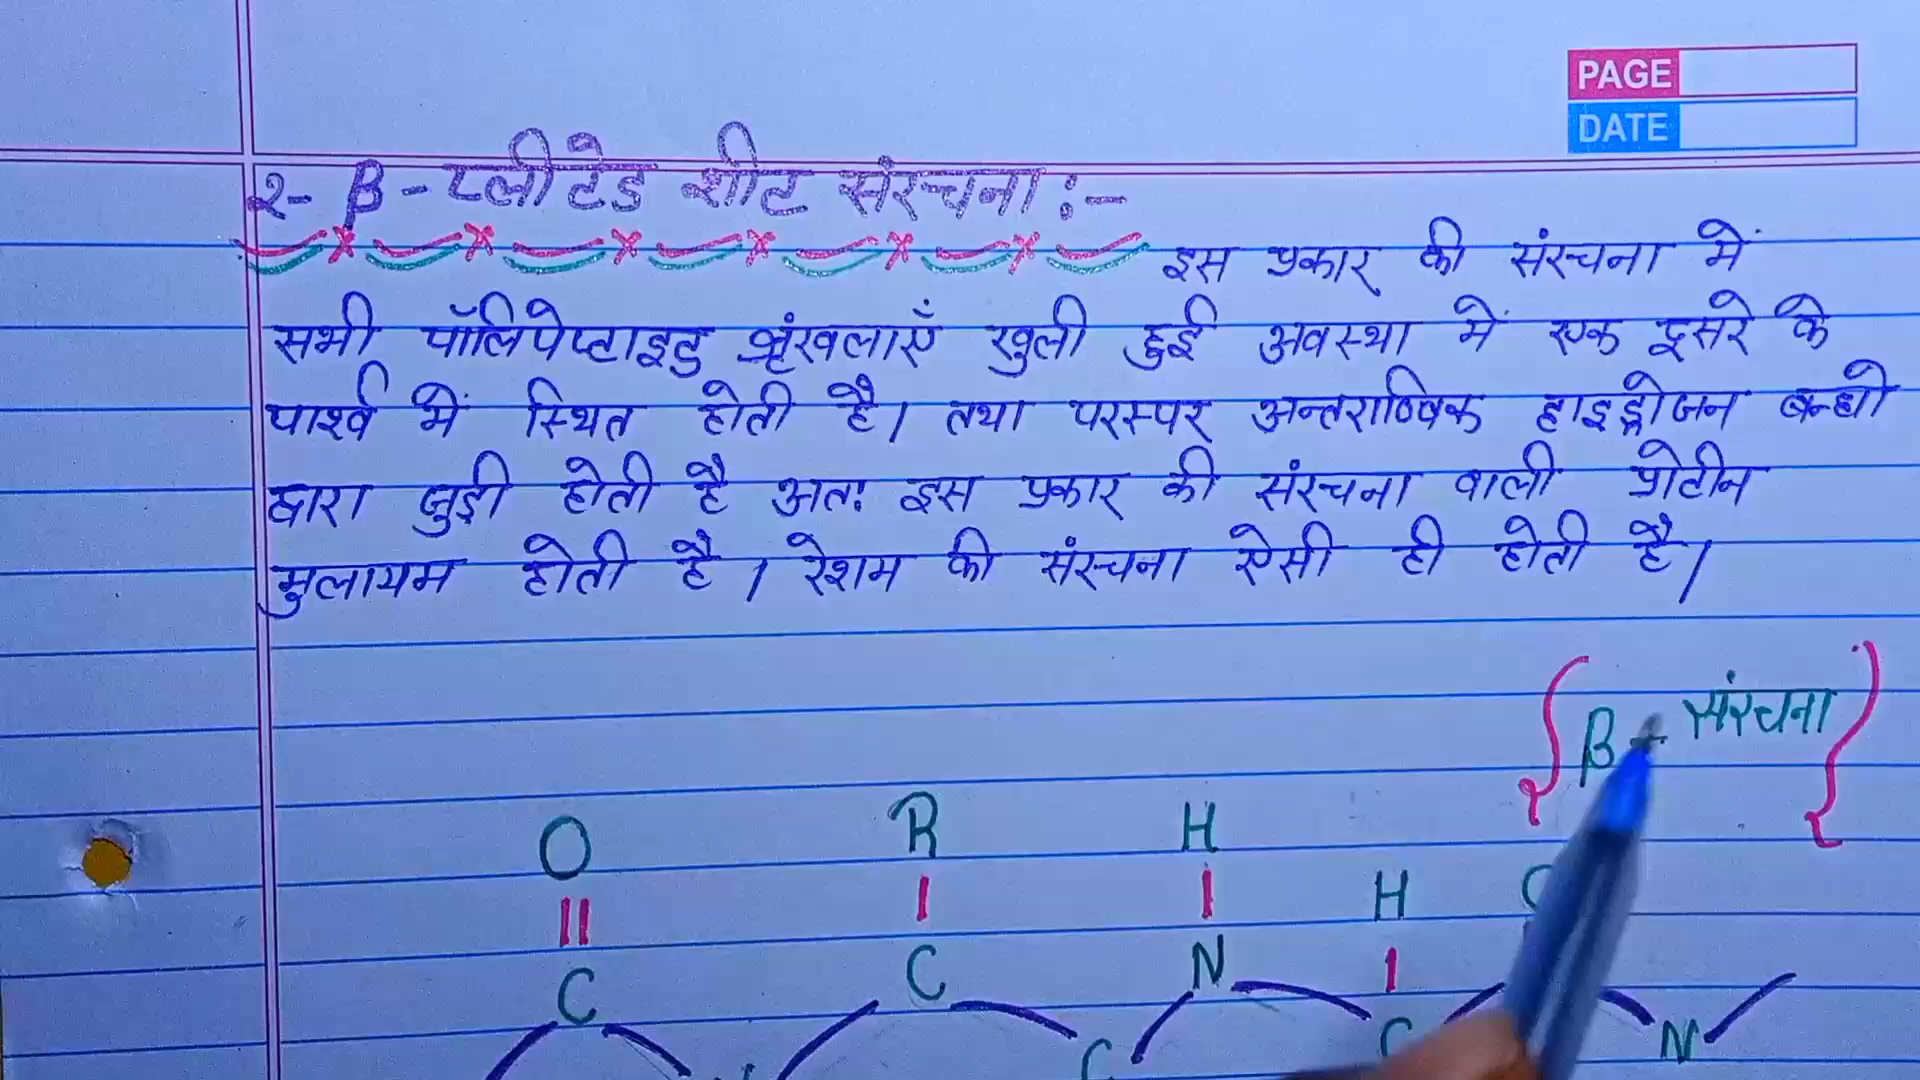 PAGE
DATE
२- β - प्लीटेड शीट संरचना :-
इस प्रकार की संरचना में
सभी पॉलिपेप्टाइड श्रृंखलाएँ खुली हुई अवस्था में एक दूसरे के
पार्श्व में स्थित होती है। तथा परस्पर अन्तराण्विक हाइड्रोजन बन्धो
द्वारा जुड़ी होती है अतः इस प्रकार की संरचना वाली प्रोटीन
मुलायम होती है। रेशम की संरचना ऐसी ही होती है।
{ β - संरचना }
O R H
H
C C N
C C N